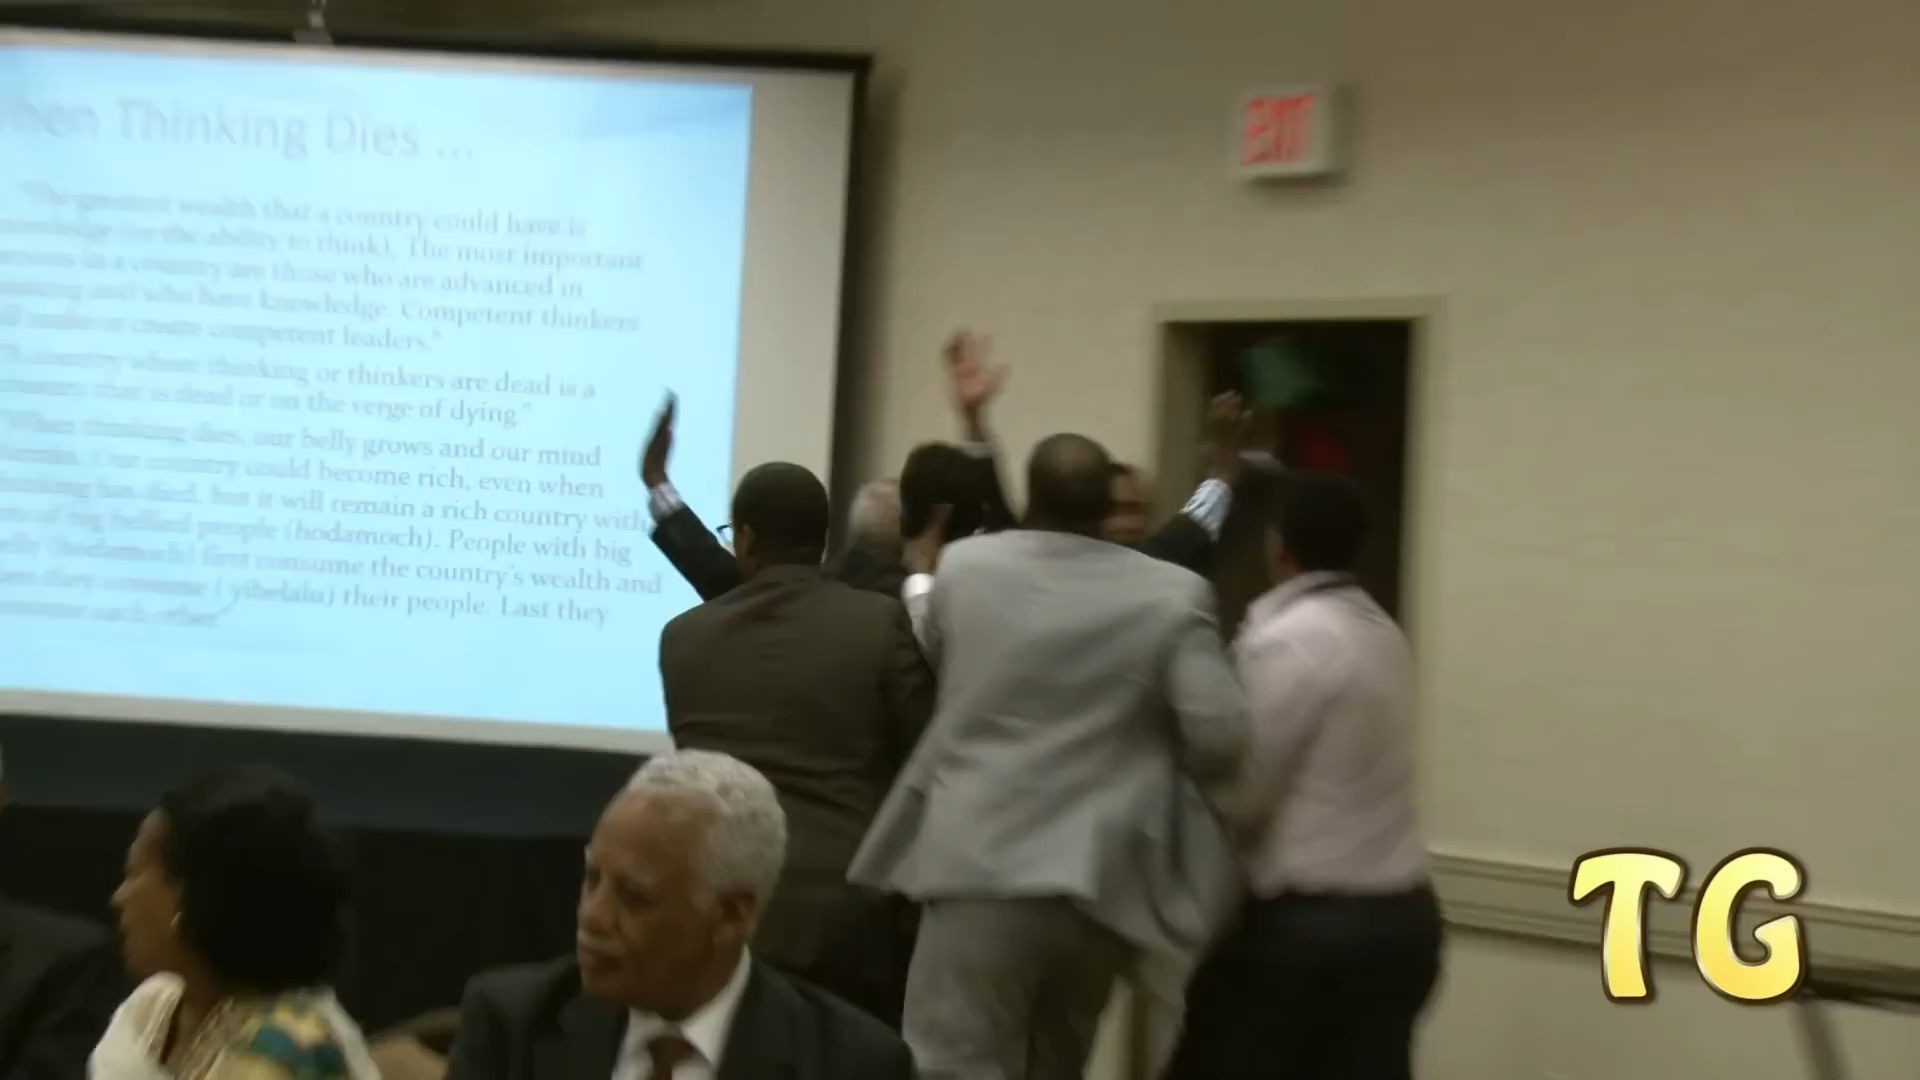 Thinking Dies ...
"The greatest wealth that a country could have is
knowledge (or the ability to think). The most important
persons in a country are those who are advanced in
and who have knowledge. Competent thinkers
make or create competent leaders."
"A country where thinking or thinkers are dead is a
country that is dead or on the verge of dying."
"When thinking dies, our belly grows and our mind
Our country could become rich, even when
thinking has died, but it will remain a rich country with
of big bellied people (hodamoch). People with big
(hodamoch) first consume the country's wealth and
then they consume ( yibelalu) their people. Last they
consume each other
EXIT
TG